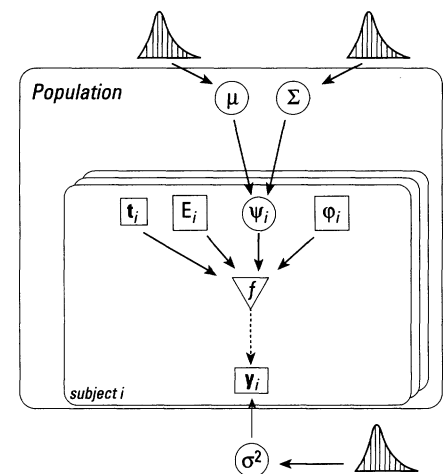 Population
μ Σ
t_i E_i ψ_i φ_i
f
y_i
subject i
σ²